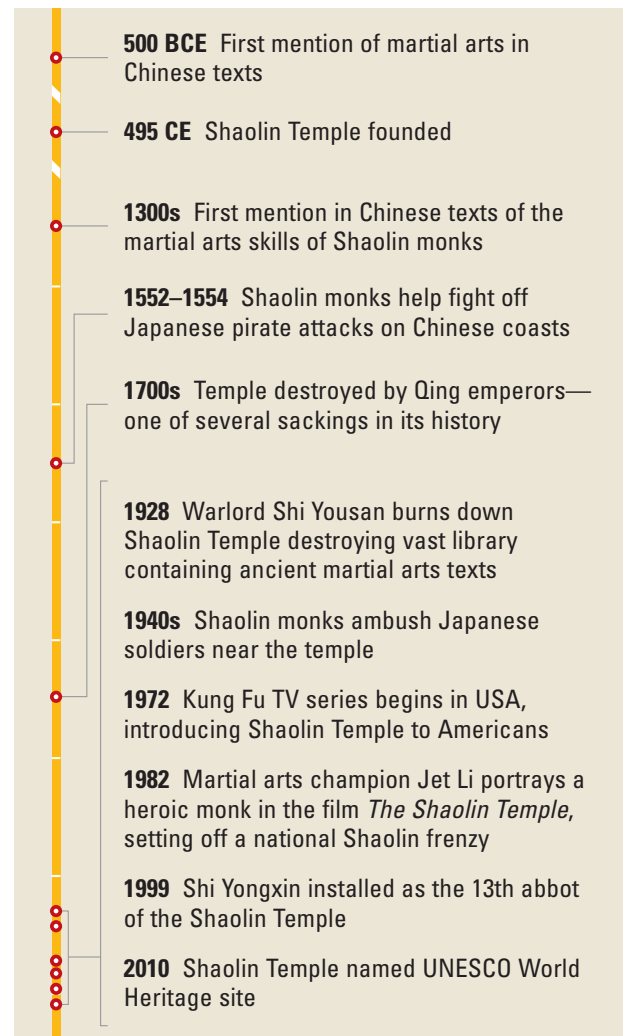 500 BCE First mention of martial arts in
Chinese texts
495 CE Shaolin Temple founded
1300s First mention in Chinese texts of the
martial arts skills of Shaolin monks
1552–1554 Shaolin monks help fight off
Japanese pirate attacks on Chinese coasts
1700s Temple destroyed by Qing emperors—
one of several sackings in its history
1928 Warlord Shi Yousan burns down
Shaolin Temple destroying vast library
containing ancient martial arts texts
1940s Shaolin monks ambush Japanese
soldiers near the temple
1972 Kung Fu TV series begins in USA,
introducing Shaolin Temple to Americans
1982 Martial arts champion Jet Li portrays a
heroic monk in the film The Shaolin Temple,
setting off a national Shaolin frenzy
1999 Shi Yongxin installed as the 13th abbot
of the Shaolin Temple
2010 Shaolin Temple named UNESCO World
Heritage site